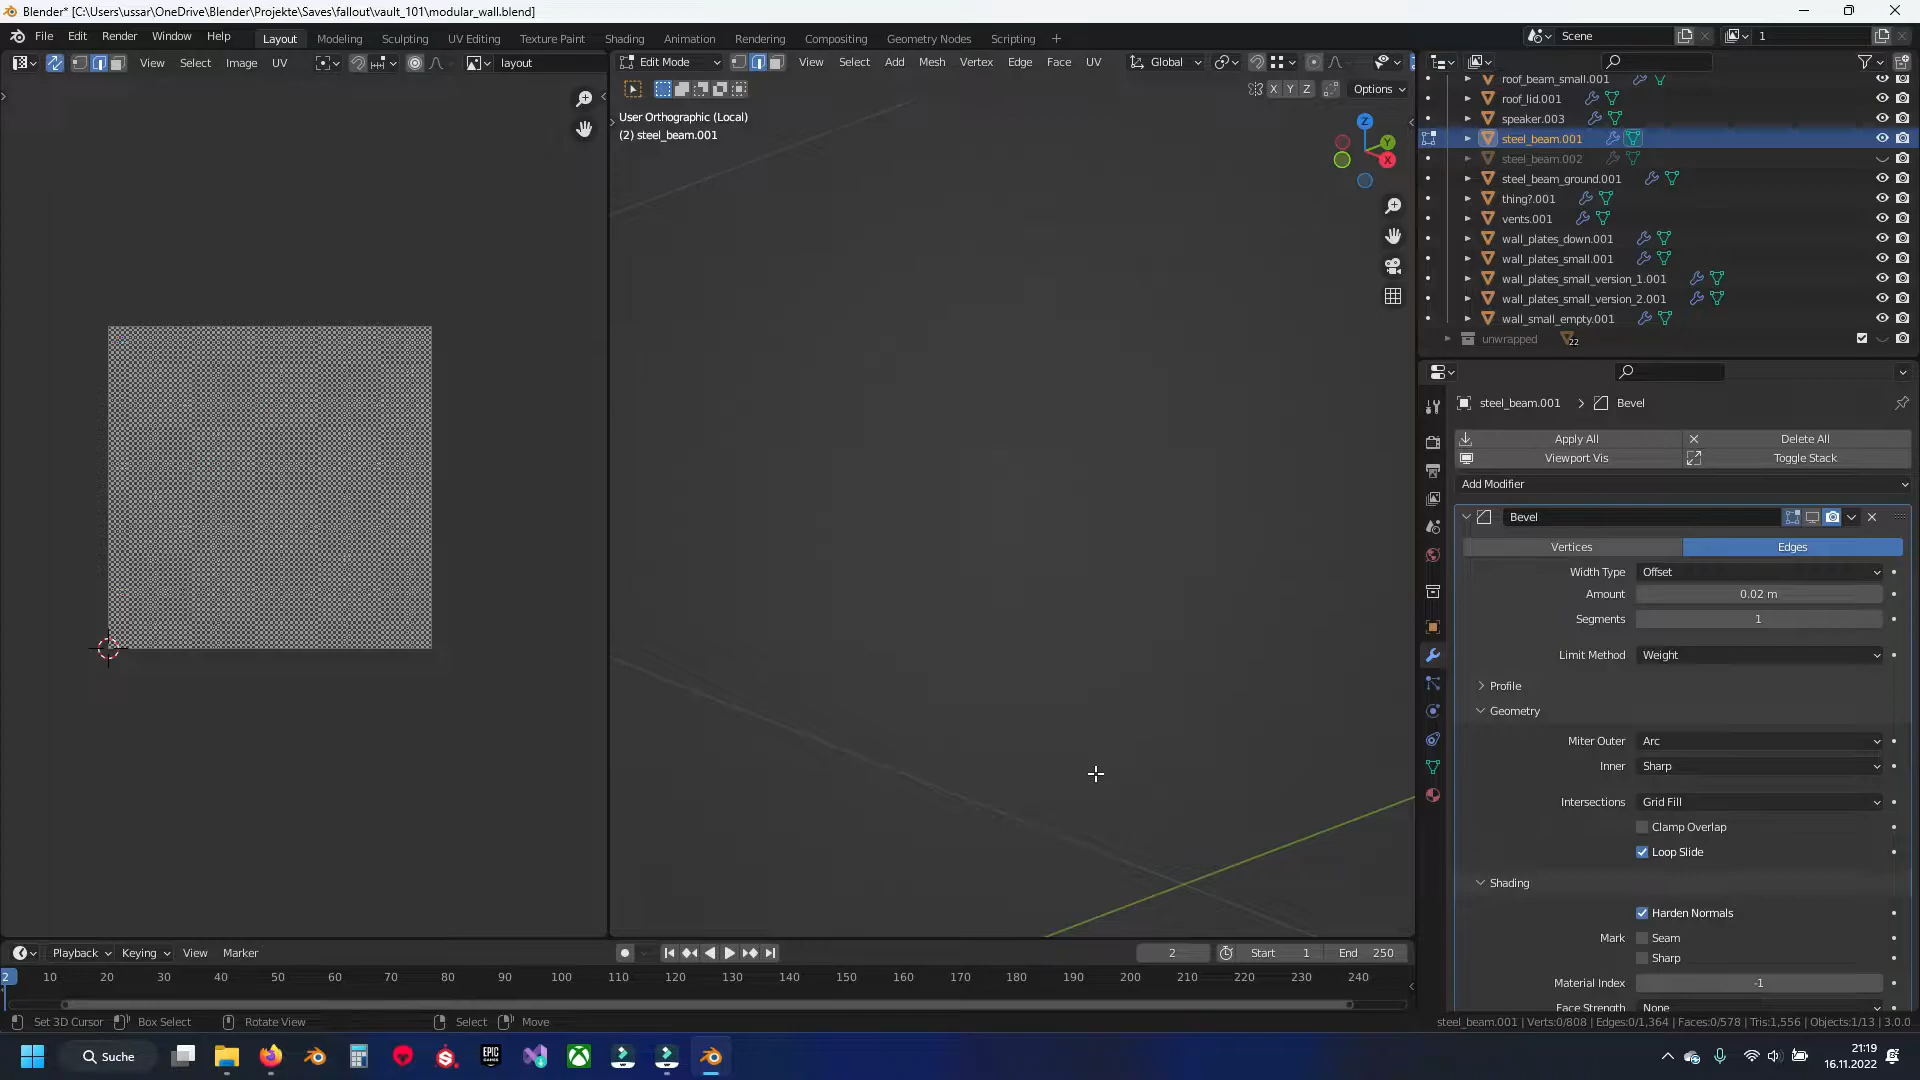 Blender* [C:\Users\ussar\OneDrive\Blender\Projekte\Saves\fallout\vault_101\modular_wall.blend]
File Edit Render Window Help Layout Modeling Sculpting UV Editing Texture Paint Shading Animation Rendering Compositing Geometry Nodes Scripting + Scene 1
View Select Image UV layout Edit Mode View Select Add Mesh Vertex Edge Face UV Global
X Y Z Options
User Orthographic (Local)
(2) steel_beam.001
Z
Y
X
roof_beam_small.001
roof_lid.001
speaker.003
steel_beam.001
steel_beam.002
steel_beam_ground.001
thing?.001
vents.001
wall_plates_down.001
wall_plates_small.001
wall_plates_small_version_1.001
wall_plates_small_version_2.001
wall_small_empty.001
unwrapped 22
steel_beam.001 > Bevel
Apply All Delete All
Viewport Vis Toggle Stack
Add Modifier
Bevel
Vertices Edges
Width Type Offset
Amount 0.02 m
Segments 1
Limit Method Weight
Profile
Geometry
Miter Outer Arc
Inner Sharp
Intersections Grid Fill
Clamp Overlap
Loop Slide
Shading
Harden Normals
Mark Seam
Sharp
Material Index -1
Face Strength None
Playback Keying View Marker 2 Start 1 End 250
2 10 20 30 40 50 60 70 80 90 100 110 120 130 140 150 160 170 180 190 200 210 220 230 240
Set 3D Cursor Box Select Rotate View Select Move
steel_beam.001 | Verts:0/808 | Edges:0/1,364 | Faces:0/578 | Tris:1,556 | Objects:1/13 | 3.0.0
Suche
EPIC
21:19
16.11.2022